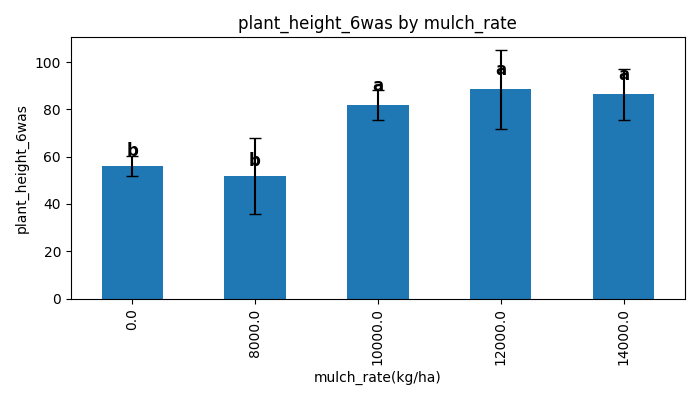 plant_height_6was by mulch_rate
plant_height_6was
100
80
60
40
20
0
b
b
a
a
a
0.0
8000.0
10000.0
12000.0
14000.0
mulch_rate(kg/ha)